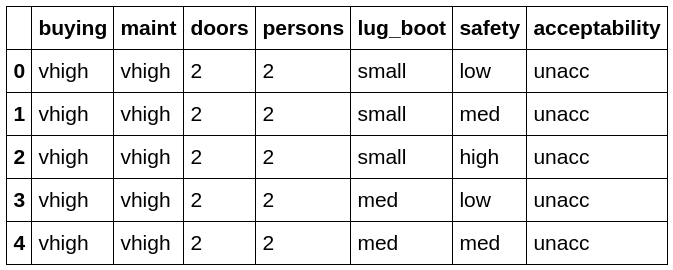 buying maint doors persons lug_boot safety acceptability
0 vhigh vhigh 2 2 small low unacc
1 vhigh vhigh 2 2 small med unacc
2 vhigh vhigh 2 2 small high unacc
3 vhigh vhigh 2 2 med low unacc
4 vhigh vhigh 2 2 med med unacc